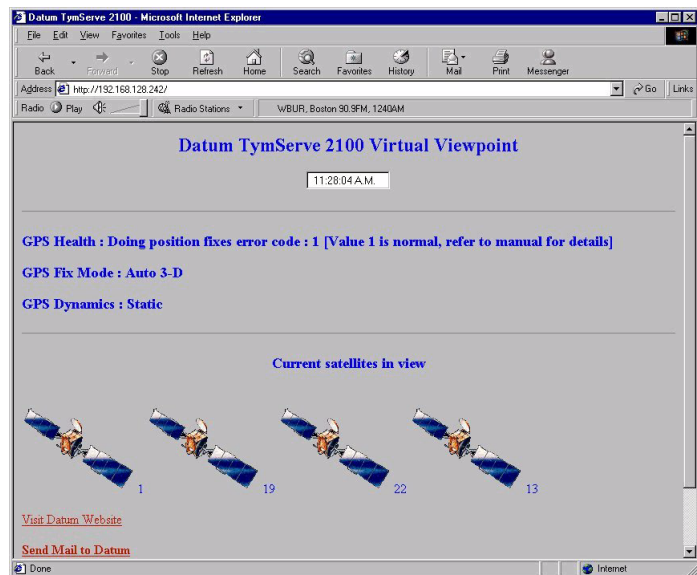 Datum TymServe 2100 - Microsoft Internet Explorer
File Edit View Favorites Tools Help
Back Forward Stop Refresh Home Search Favorites History Mail Print Messenger
Address http://192.168.128.242/ Go Links
Radio Play Radio Stations WBUR, Boston 90.9FM, 1240AM
Datum TymServe 2100 Virtual Viewpoint
11:28:04 A.M.
GPS Health : Doing position fixes error code : 1 [Value 1 is normal, refer to manual for details]
GPS Fix Mode : Auto 3-D
GPS Dynamics : Static
Current satellites in view
1 19 22 13
Visit Datum Website
Send Mail to Datum
Done Internet